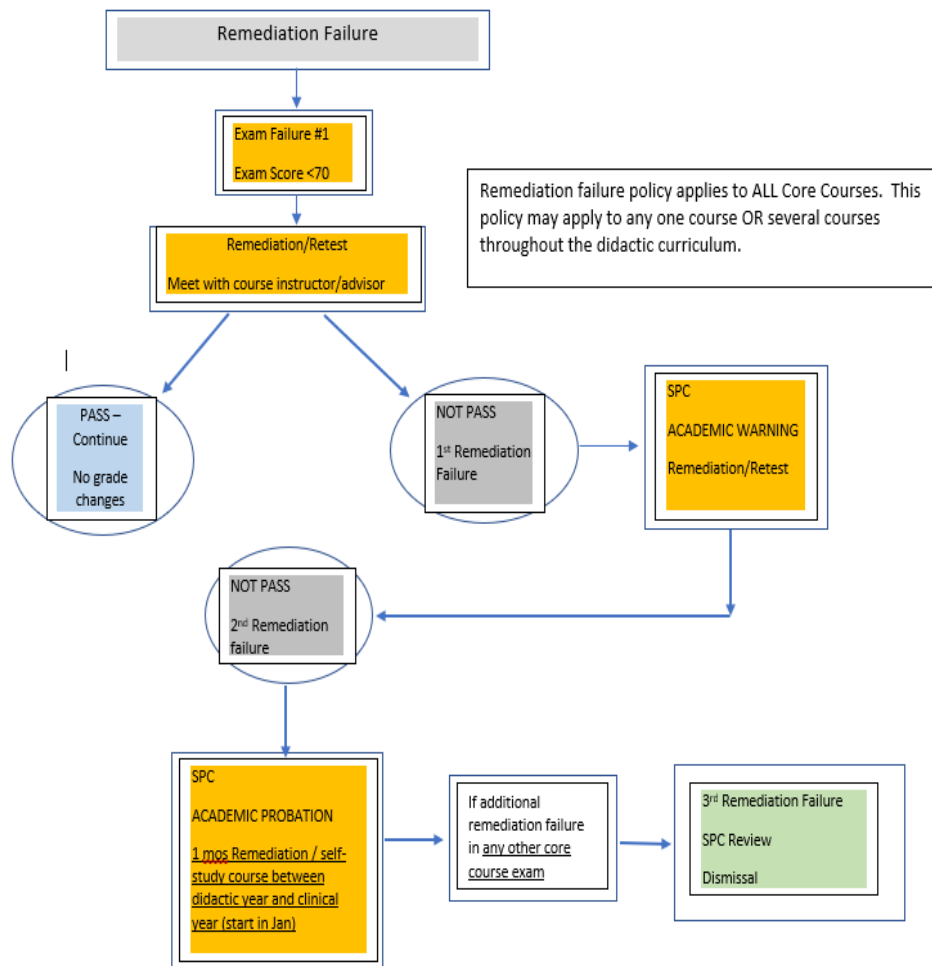 Remediation Failure
Exam Failure #1
Exam Score <70
Remediation failure policy applies to ALL Core Courses.  This
policy may apply to any one course OR several courses
throughout the didactic curriculum.
Remediation/Retest
Meet with course instructor/advisor
PASS –
Continue
No grade
changes
NOT PASS
1st Remediation
Failure
SPC
ACADEMIC WARNING
Remediation/Retest
NOT PASS
2nd Remediation
failure
SPC
ACADEMIC PROBATION
1 mos Remediation / self-
study course between
didactic year and clinical
year (start in Jan)
If additional
remediation failure
in any other core
course exam
3rd Remediation Failure
SPC Review
Dismissal